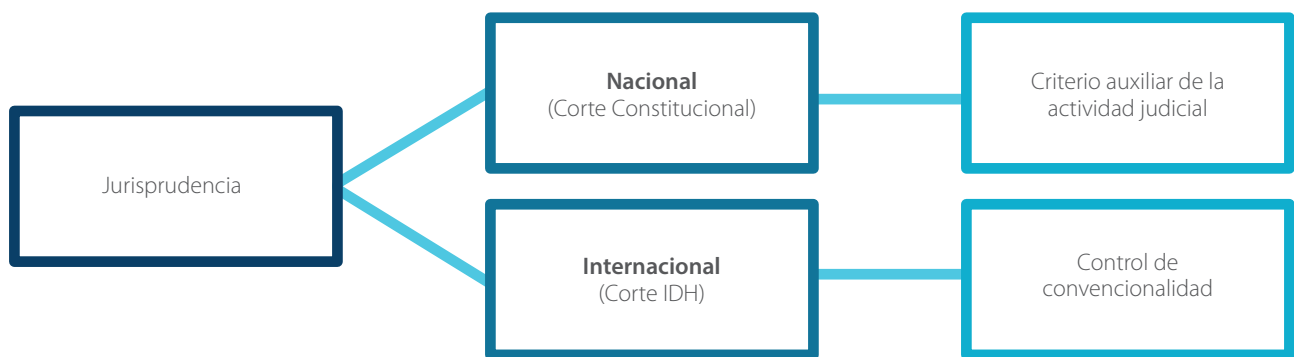 Jurisprudencia
Nacional
(Corte Constitucional)
Criterio auxiliar de la
actividad judicial
Internacional
(Corte IDH)
Control de
convencionalidad